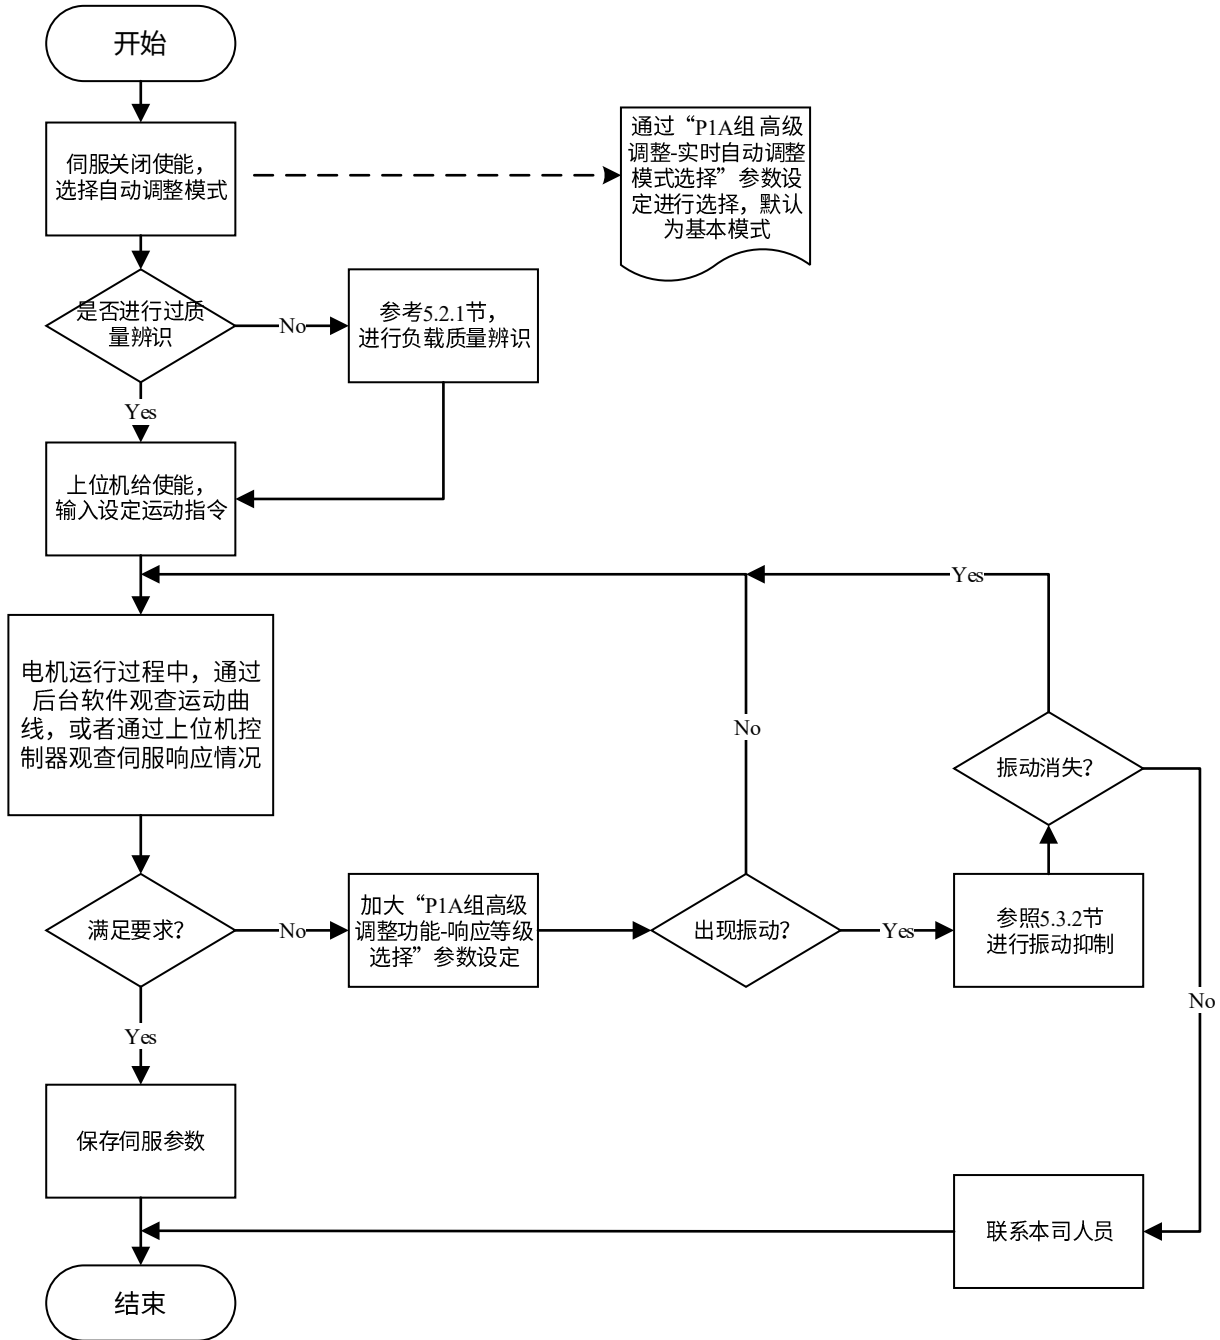 开始
伺服关闭使能，
选择自动调整模式
通过“P1A组 高级
调整-实时自动调整
模式选择”参数设
定进行选择，默认
为基本模式
是否进行过质
量辨识
No
参考5.2.1节，
进行负载质量辨识
Yes
上位机给使能，
输入设定运动指令
Yes
电机运行过程中，通过
后台软件观查运动曲
线，或者通过上位机控
制器观查伺服响应情况
No
振动消失？
满足要求？
No
加大“P1A组高级
调整功能-响应等级
选择”参数设定
出现振动？
Yes
参照5.3.2节
进行振动抑制
No
Yes
保存伺服参数
联系本司人员
结束